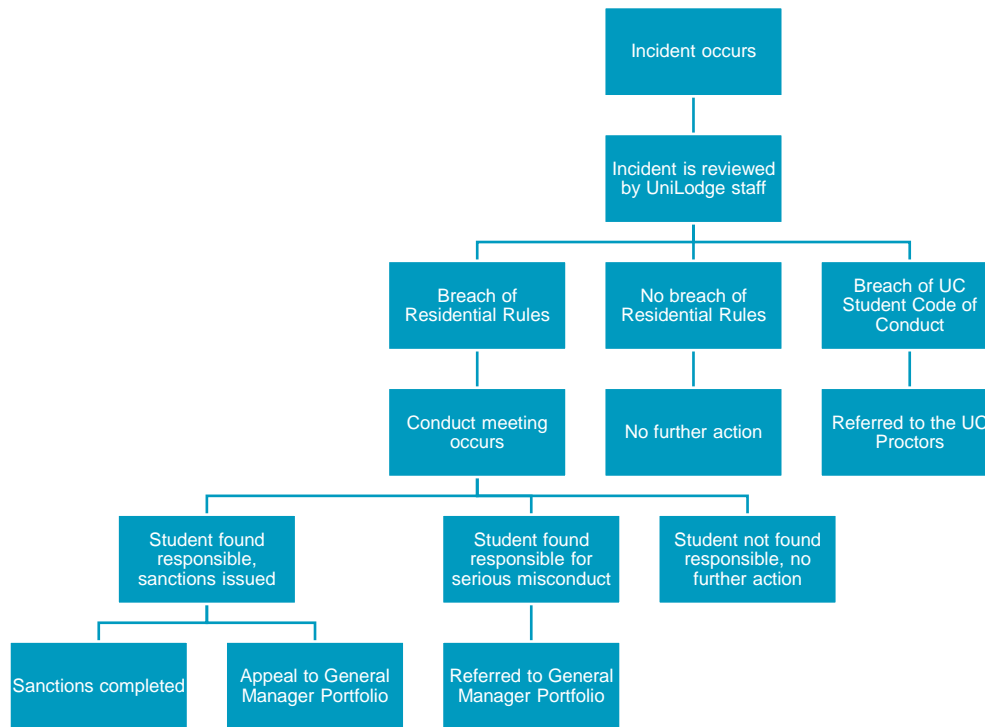 Incident occurs
Incident is reviewed
by UniLodge staff
Breach of
Residential Rules
No breach of
Residential Rules
Breach of UC
Student Code of
Conduct
Conduct meeting
occurs
No further action
Referred to the UC
Proctors
Student found
responsible,
sanctions issued
Student found
responsible for
serious misconduct
Student not found
responsible, no
further action
Sanctions completed
Appeal to General
Manager Portfolio
Referred to General
Manager Portfolio